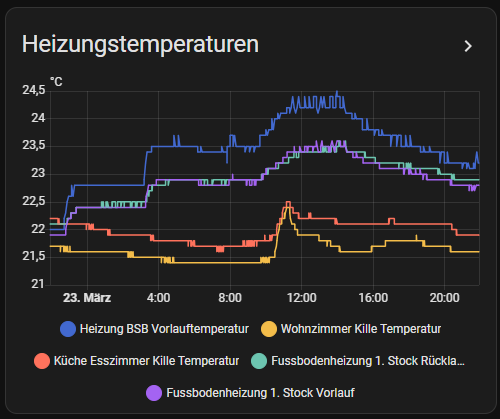 Heizungstemperaturen
°C
24,5
24
23,5
23
22,5
22
21,5
21
23. März 4:00 8:00 12:00 16:00 20:00
Heizung BSB Vorlauftemperatur Wohnzimmer Kille Temperatur
Küche Esszimmer Kille Temperatur Fussbodenheizung 1. Stock Rückla...
Fussbodenheizung 1. Stock Vorlauf